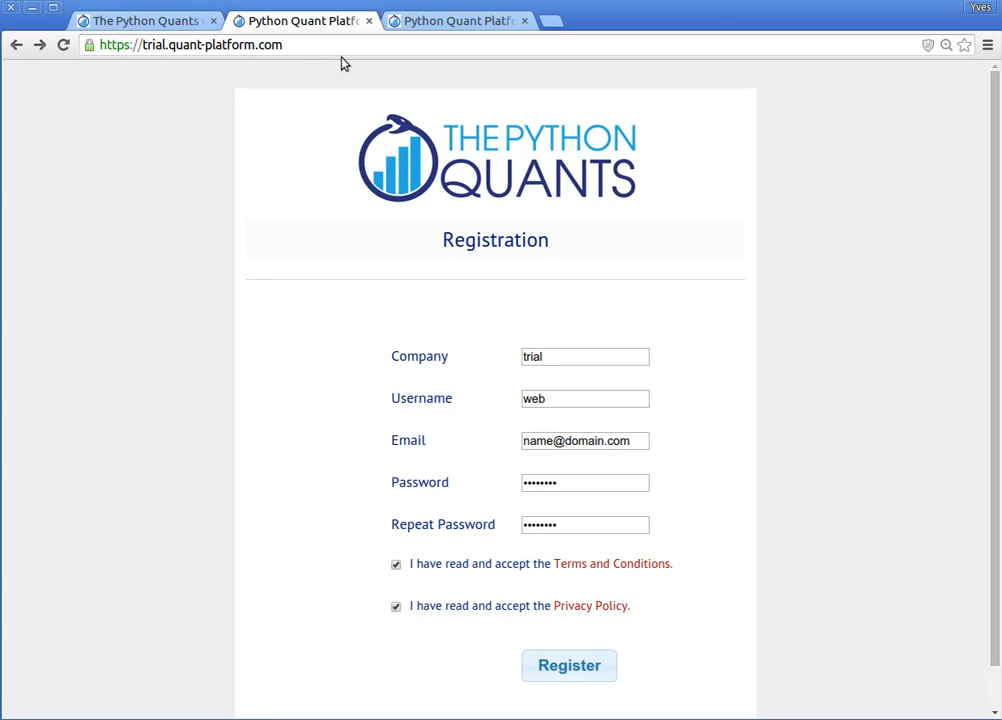 Yves
The Python Quants
Python Quant Platf
Python Quant Platf
https://trial.quant-platform.com
THE PYTHON
QUANTS
Registration
Company trial
Username web
Email name@domain.com
Password ••••••••
Repeat Password ••••••••
I have read and accept the Terms and Conditions.
I have read and accept the Privacy Policy.
Register